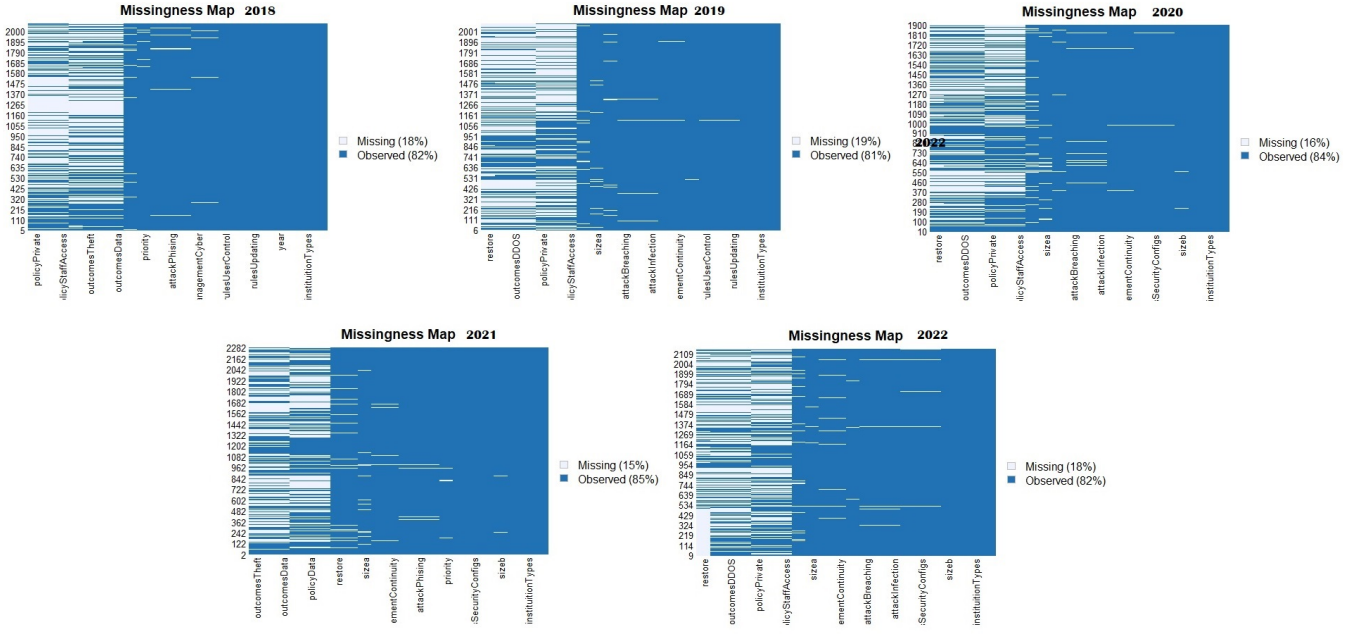 Missingness Map 2018
2000
1895
1790
1685
1580
1475
1370
1265
1160
1055
950
845
740
635
530
425
320
215
110
5
policyPrivate
olicyStaffAccess
outcomesTheft
outcomesData
priority
attackPhising
nagementCyber
rulesUserControl
rulesUpdating
year
instituitionTypes
Missing (18%)
Observed (82%)
Missingness Map 2019
2001
1896
1791
1686
1581
1476
1371
1266
1161
1056
951
846
741
636
531
426
321
216
111
6
restore
outcomesDDOS
policyPrivate
olicyStaffAccess
sizea
attackBreaching
attackInfection
ementContinuity
rulesUserControl
rulesUpdating
instituitionTypes
Missing (19%)
Observed (81%)
Missingness Map 2020
1900
1810
1720
1630
1540
1450
1360
1270
1180
1090
1000
910
2022
730
640
550
460
370
280
190
100
10
restore
outcomesDDOS
policyPrivate
olicyStaffAccess
sizea
attackBreaching
attackInfection
ementContinuity
SecurityConfigs
sizeb
instituitionTypes
Missing (16%)
Observed (84%)
Missingness Map 2021
2282
2162
2042
1922
1802
1682
1562
1442
1322
1202
1082
962
842
722
602
482
362
242
122
2
outcomesTheft
outcomesData
policyData
restore
sizea
ementContinuity
attackPhising
priority
SecurityConfigs
sizeb
instituitionTypes
Missing (15%)
Observed (85%)
Missingness Map 2022
2109
2004
1899
1794
1689
1584
1479
1374
1269
1164
1059
954
849
744
639
534
429
324
219
114
9
restore
outcomesDDOS
policyPrivate
olicyStaffAccess
sizea
ementContinuity
attackBreaching
attackInfection
SecurityConfigs
sizeb
instituitionTypes
Missing (18%)
Observed (82%)